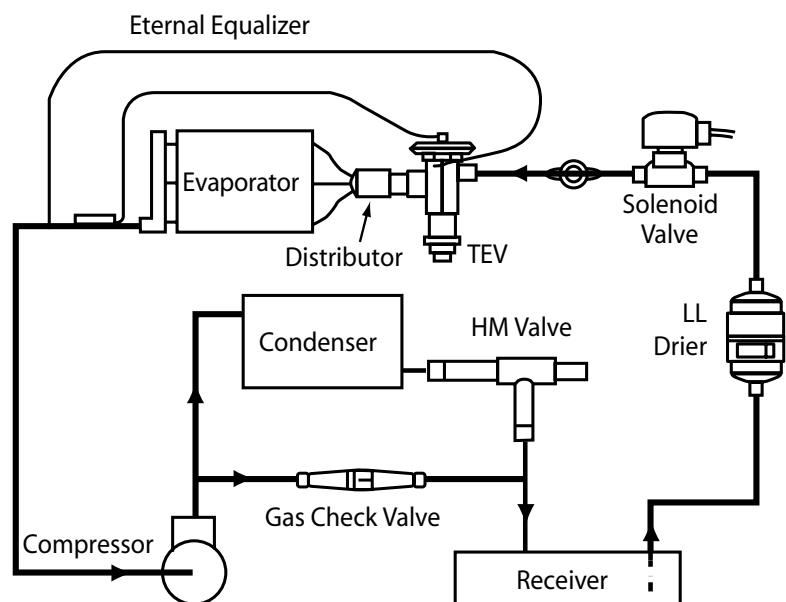 Eternal Equalizer
Evaporator
Solenoid
Valve
Distributor
TEV
LL
Drier
HM Valve
Condenser
Gas Check Valve
Compressor
Receiver